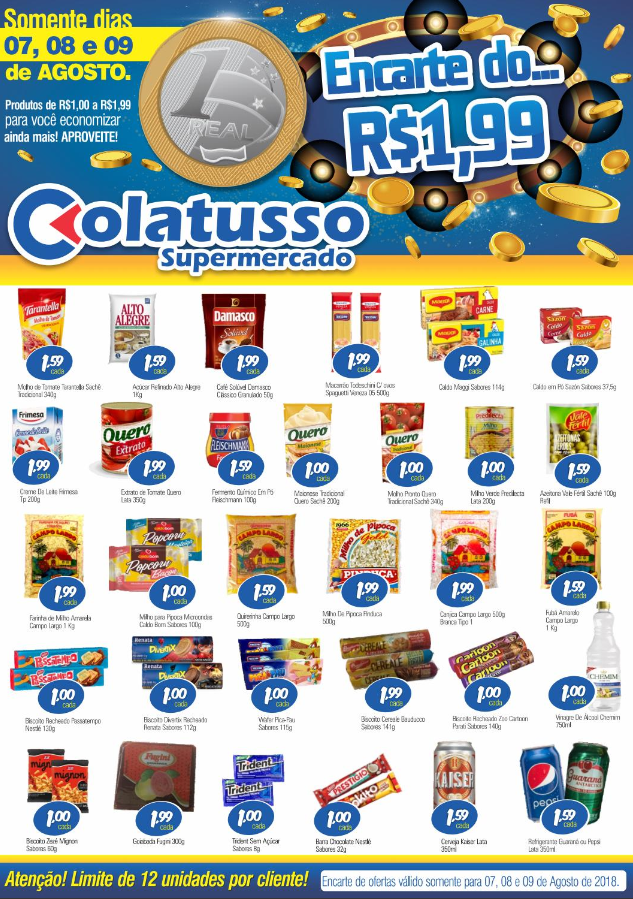 Somente dias
07, 08 e 09
de AGOSTO.
Produtos de R$1,00 a R$1,99
para você economizar
ainda mais! APROVEITE!
1
REAL
Encarte do...
R$1,99
Colatusso
Supermercado
1,59 cada
Molho de Tomate Tarantella Sachê
Tradicional 340g
1,59 cada
Açúcar Refinado Alto Alegre
1Kg
1,99 cada
Café Solúvel Damasco
Clássico Granulado 50g
1,99 cada
Macarrão Todeschini C/ ovos
Spaguetti Veneza 05 500g
1,99 cada
Caldo Maggi Sabores 114g
1,59 cada
Caldo em Pó Sazón Sabores 37,5g
1,99 cada
Creme De Leite Frimesa
Tp 200g
1,99 cada
Extrato de Tomate Quero
Lata 350g
1,59 cada
Fermento Químico Em Pó
Fleischmann 100g
1,00 cada
Maionese Tradicional
Quero Sachê 200g
1,00 cada
Molho Pronto Quero
Tradicional Sachê 340g
1,00 cada
Milho Verde Predilecta
Lata 200g
1,59 cada
Azeitona Vale Fértil Sachê 100g
Refil
1,99 cada
Farinha de Milho Amarela
Campo Largo 1 Kg
1,00 cada
Milho para Pipoca Microondas
Caldo Bom Sabores 100g
1,59 cada
Quirerinha Campo Largo
500g
1,59 cada
Milho De Pipoca Pinduca
500g
1,59 cada
Canjica Campo Largo 500g
Branca Tipo 1
1,59 cada
Fubá Amarelo
Campo Largo
1 Kg
1,00 cada
Biscoito Recheado Passatempo
Nestlé 130g
1,00 cada
Biscoito Divertix Recheado
Renata Sabores 112g
1,00 cada
Wafer Pica-Pau
Sabores 115g
1,99 cada
Biscoito Cereale Bauducco
Sabores 141g
1,00 cada
Biscoito Recheado Zoo Cartoon
Parati Sabores 140g
1,00 cada
Vinagre De Álcool Chemim
750ml
1,00 cada
Biscoito Zezé Mignon
Sabores 60g
1,99 cada
Goiabada Fugini 300g
1,00 cada
Trident Sem Açúcar
Sabores 8g
1,00 cada
Barra Chocolate Nestlé
Sabores 32g
1,59 cada
Cerveja Kaiser Lata
350ml
1,59 cada
Refrigerante Guaraná ou Pepsi
Lata 350ml
Atenção! Limite de 12 unidades por cliente!
Encarte de ofertas válido somente para 07, 08 e 09 de Agosto de 2018.